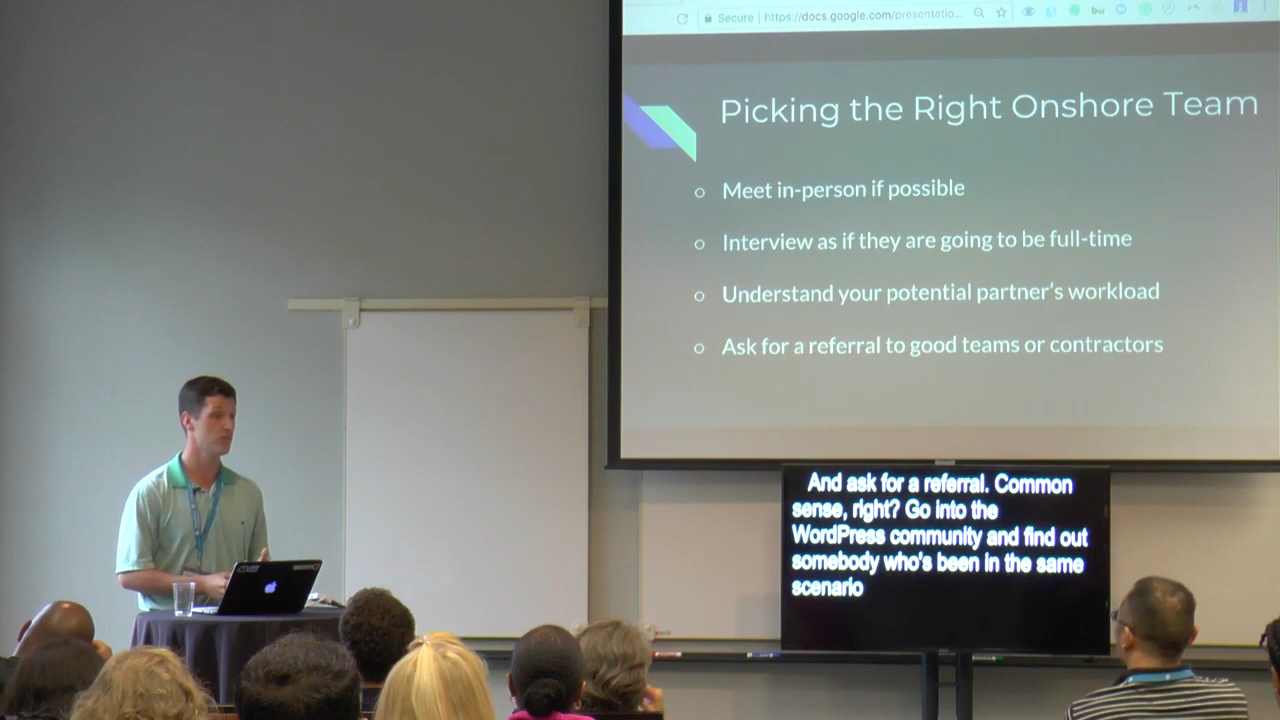 Secure https://docs.google.com/presentatio...
Picking the Right Onshore Team
Meet in-person if possible
Interview as if they are going to be full-time
Understand your potential partner's workload
Ask for a referral to good teams or contractors
And ask for a referral. Common
sense, right? Go into the
WordPress community and find out
somebody who's been in the same
scenario